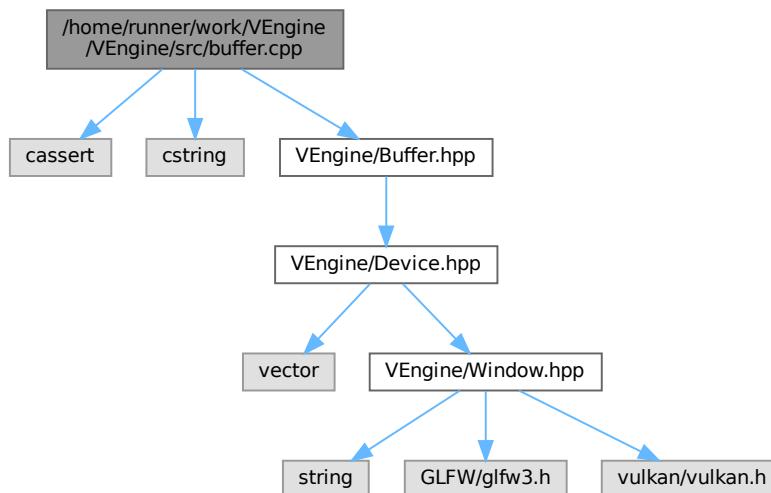 /home/runner/work/VEngine
/VEngine/src/buffer.cpp
cassert
cstring
VEngine/Buffer.hpp
VEngine/Device.hpp
vector
VEngine/Window.hpp
string
GLFW/glfw3.h
vulkan/vulkan.h